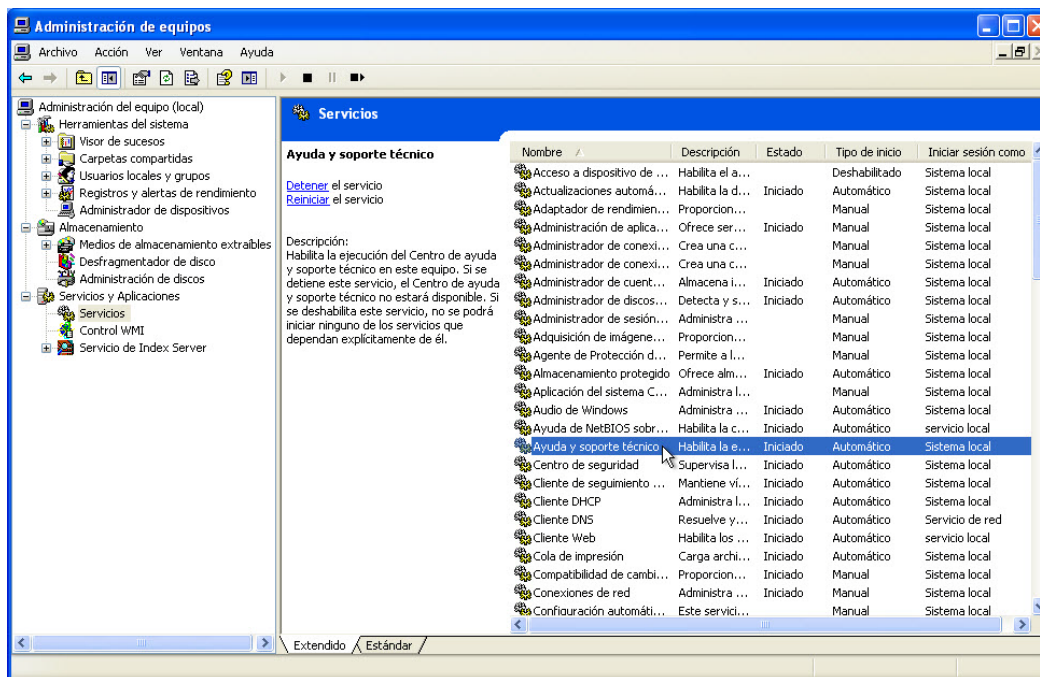 Administración de equipos
Archivo Acción Ver Ventana Ayuda
Administración del equipo (local)
Herramientas del sistema
Visor de sucesos
Carpetas compartidas
Usuarios locales y grupos
Registros y alertas de rendimiento
Administrador de dispositivos
Almacenamiento
Medios de almacenamiento extraíbles
Desfragmentador de disco
Administración de discos
Servicios y Aplicaciones
Servicios
Control WMI
Servicio de Index Server
Servicios
Ayuda y soporte técnico
Detener el servicio
Reiniciar el servicio
Descripción:
Habilita la ejecución del Centro de ayuda
y soporte técnico en este equipo. Si se
detiene este servicio, el Centro de ayuda
y soporte técnico no estará disponible. Si
se deshabilita este servicio, no se podrá
iniciar ninguno de los servicios que
dependan explícitamente de él.
Nombre Descripción Estado Tipo de inicio Iniciar sesión como
Acceso a dispositivo de ... Habilita el a... Deshabilitado Sistema local
Actualizaciones automá... Habilita la d... Iniciado Automático Sistema local
Adaptador de rendimien... Proporcion... Manual Sistema local
Administración de aplica... Ofrece ser... Iniciado Manual Sistema local
Administrador de conexi... Crea una c... Manual Sistema local
Administrador de conexi... Crea una c... Manual Sistema local
Administrador de cuent... Almacena i... Iniciado Automático Sistema local
Administrador de discos... Detecta y s... Iniciado Automático Sistema local
Administrador de sesión... Administra ... Manual Sistema local
Adquisición de imágene... Proporcion... Manual Sistema local
Agente de Protección d... Permite a l... Manual Sistema local
Almacenamiento protegido Ofrece alm... Iniciado Automático Sistema local
Aplicación del sistema C... Administra l... Manual Sistema local
Audio de Windows Administra ... Iniciado Automático Sistema local
Ayuda de NetBIOS sobr... Habilita la c... Iniciado Automático servicio local
Ayuda y soporte técnico Habilita la e... Iniciado Automático Sistema local
Centro de seguridad Supervisa l... Iniciado Automático Sistema local
Cliente de seguimiento ... Mantiene ví... Iniciado Automático Sistema local
Cliente DHCP Administra l... Iniciado Automático Sistema local
Cliente DNS Resuelve y... Iniciado Automático Servicio de red
Cliente Web Habilita los ... Iniciado Automático servicio local
Cola de impresión Carga archi... Iniciado Automático Sistema local
Compatibilidad de cambi... Proporcion... Iniciado Manual Sistema local
Conexiones de red Administra ... Iniciado Manual Sistema local
Configuración automáti... Este servici... Manual Sistema local
Extendido Estándar